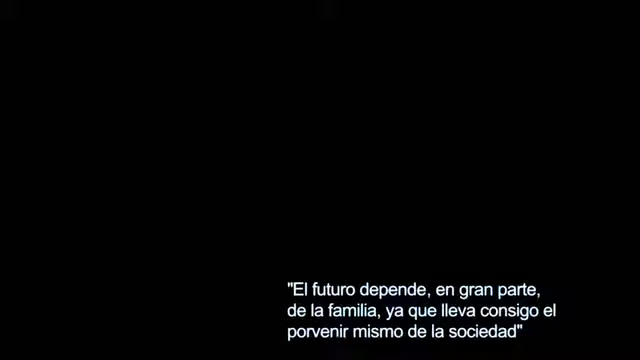 "El futuro depende, en gran parte,
de la familia, ya que lleva consigo el
porvenir mismo de la sociedad"